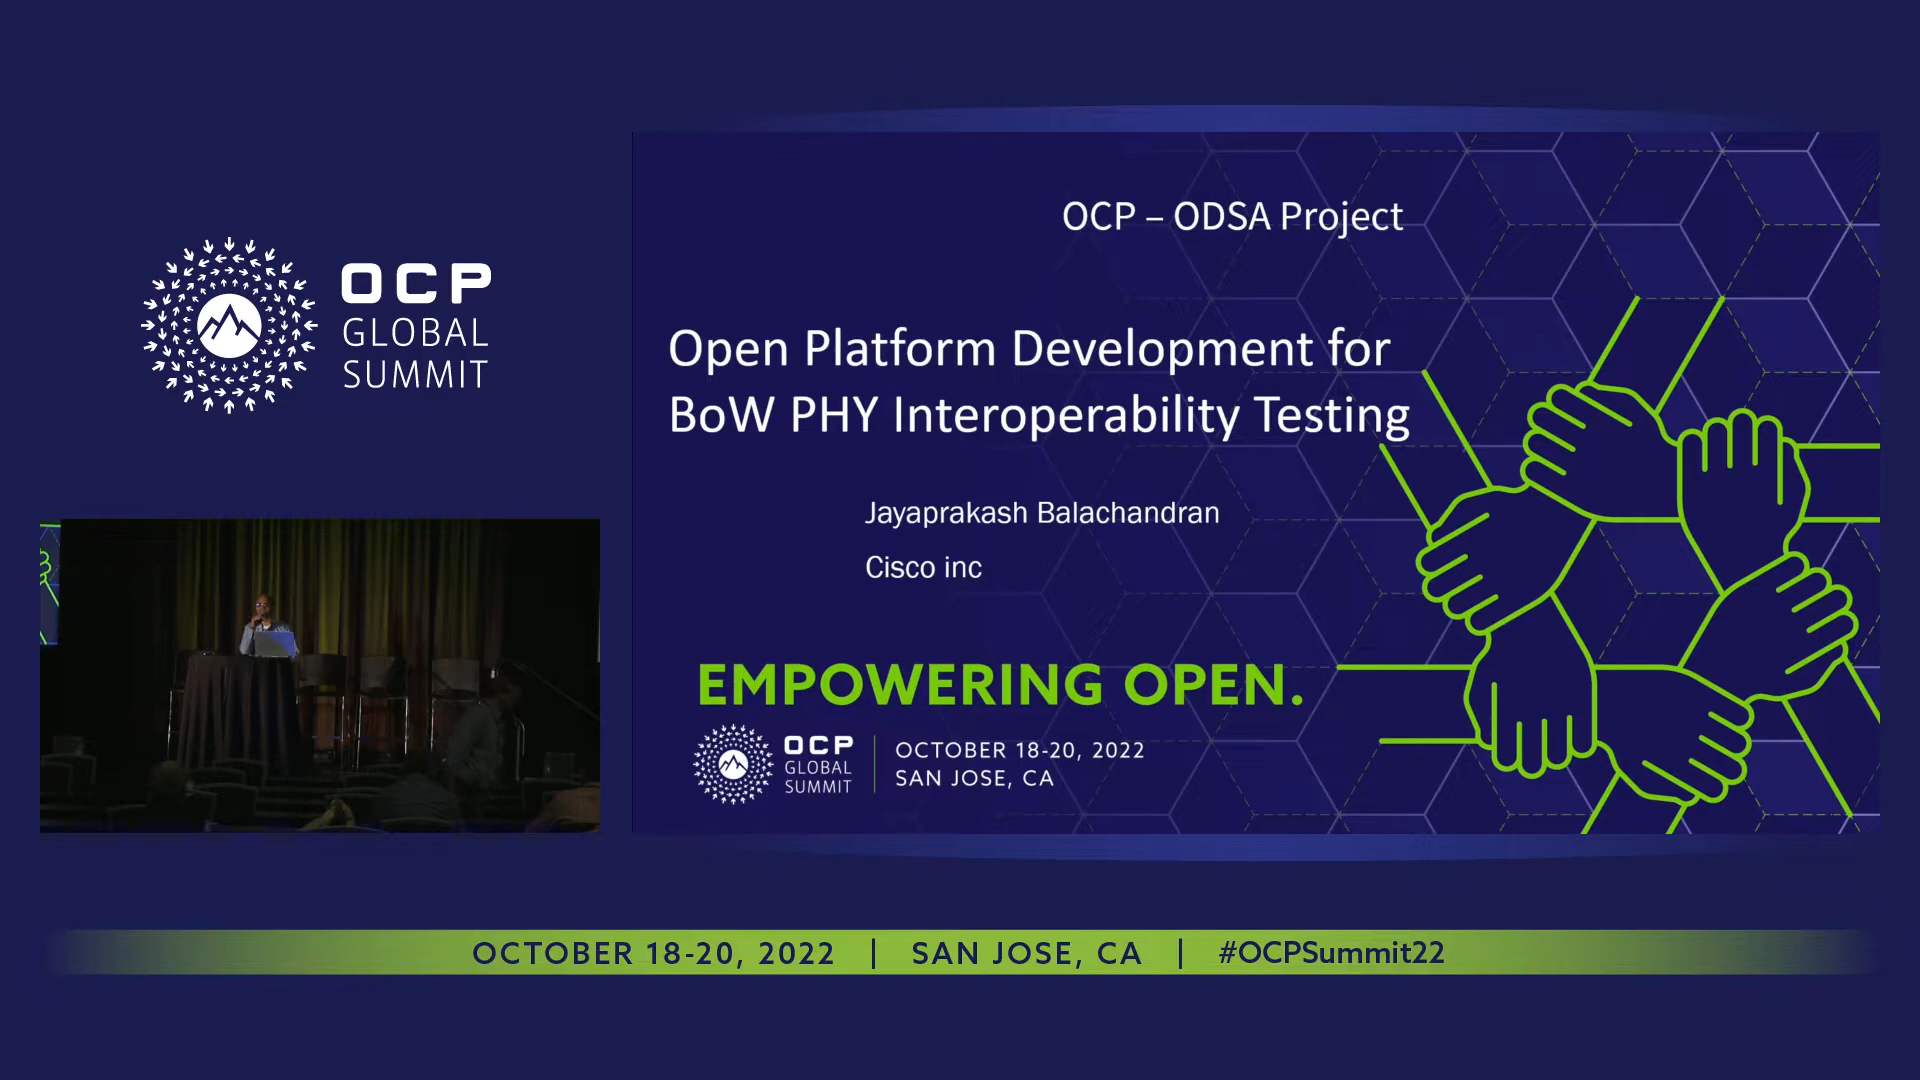 OCP
GLOBAL
SUMMIT
OCP – ODSA Project
Open Platform Development for
BoW PHY Interoperability Testing
Jayaprakash Balachandran
Cisco inc
EMPOWERING OPEN.
OCP
GLOBAL
SUMMIT
OCTOBER 18-20, 2022
SAN JOSE, CA
OCTOBER 18-20, 2022 | SAN JOSE, CA | #OCPSummit22